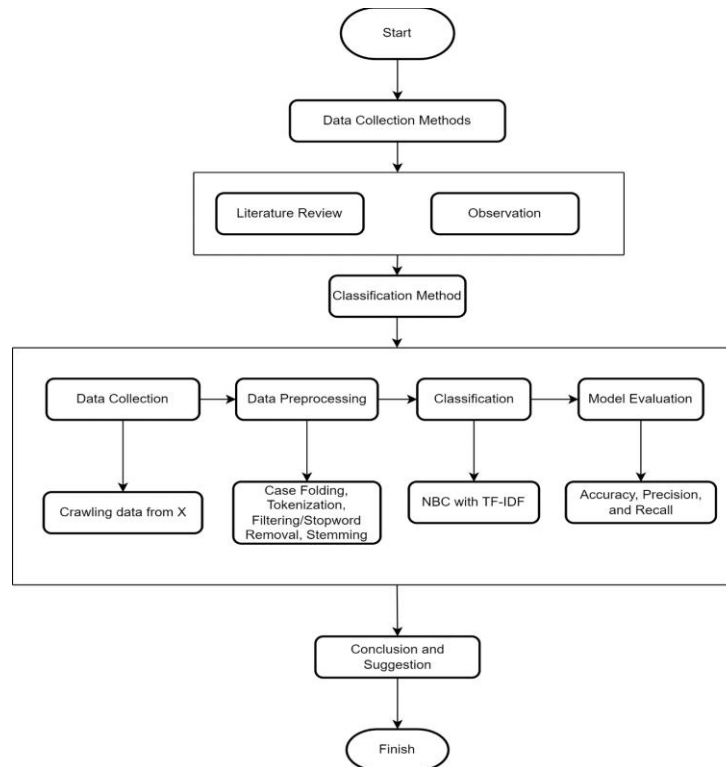 Start
Data Collection Methods
Literature Review
Observation
Classification Method
Data Collection
Data Preprocessing
Classification
Model Evaluation
Crawling data from X
Case Folding,
Tokenization,
Filtering/Stopword
Removal, Stemming
NBC with TF-IDF
Accuracy, Precision,
and Recall
Conclusion and
Suggestion
Finish